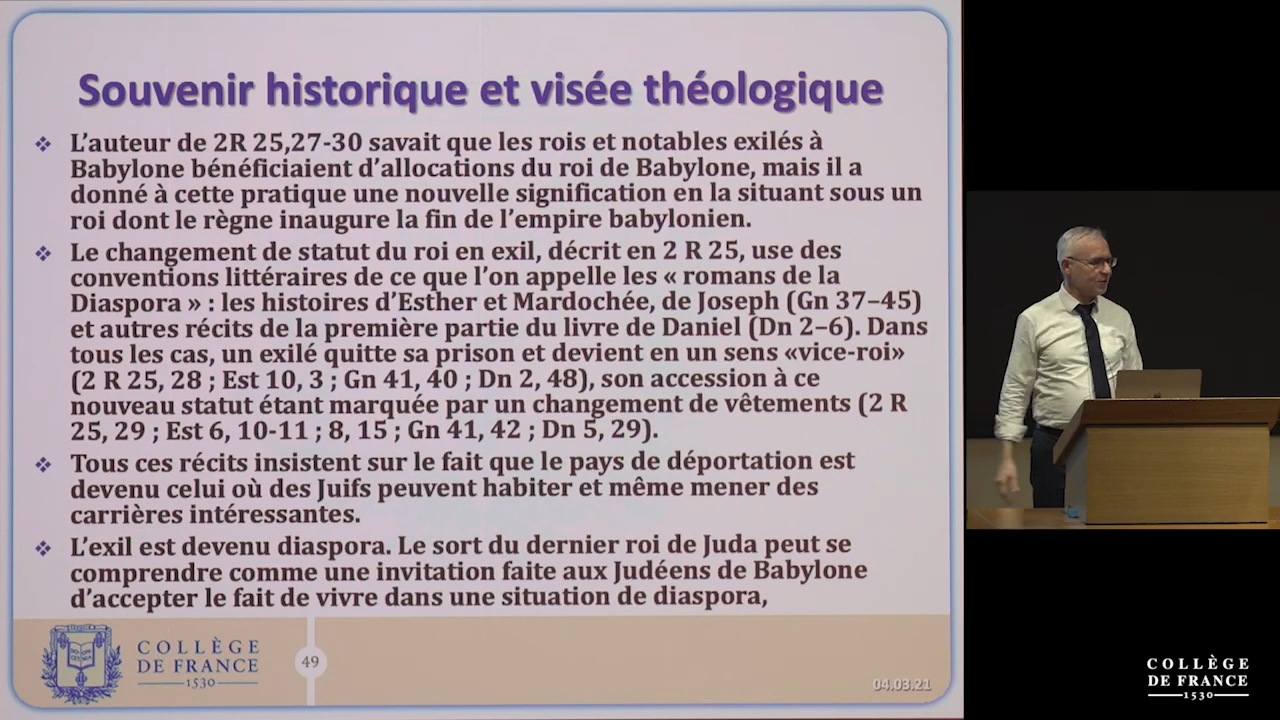 Souvenir historique et visée théologique
❖ L’auteur de 2R 25,27-30 savait que les rois et notables exilés à
Babylone bénéficiaient d’allocations du roi de Babylone, mais il a
donné à cette pratique une nouvelle signification en la situant sous un
roi dont le règne inaugure la fin de l’empire babylonien.
❖ Le changement de statut du roi en exil, décrit en 2 R 25, use des
conventions littéraires de ce que l’on appelle les « romans de la
Diaspora » : les histoires d’Esther et Mardochée, de Joseph (Gn 37–45)
et autres récits de la première partie du livre de Daniel (Dn 2–6). Dans
tous les cas, un exilé quitte sa prison et devient en un sens «vice-roi»
(2 R 25, 28 ; Est 10, 3 ; Gn 41, 40 ; Dn 2, 48), son accession à ce
nouveau statut étant marquée par un changement de vêtements (2 R
25, 29 ; Est 6, 10-11 ; 8, 15 ; Gn 41, 42 ; Dn 5, 29).
❖ Tous ces récits insistent sur le fait que le pays de déportation est
devenu celui où des Juifs peuvent habiter et même mener des
carrières intéressantes.
❖ L’exil est devenu diaspora. Le sort du dernier roi de Juda peut se
comprendre comme une invitation faite aux Judéens de Babylone
d’accepter le fait de vivre dans une situation de diaspora,
COLLÈGE
DE FRANCE
1530
49
04.03.21
COLLÈGE
DE FRANCE
1530